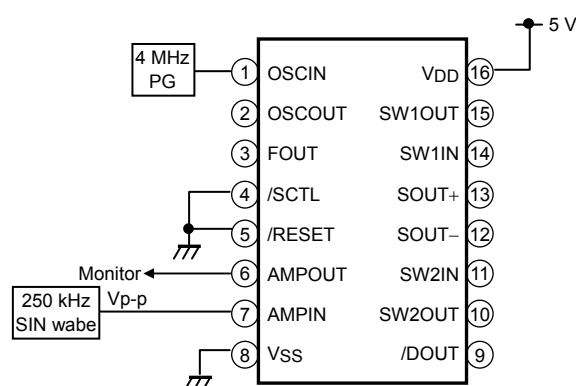 5 V
4 MHz
PG
1 OSCIN VDD 16
2 OSCOUT SW1OUT 15
3 FOUT SW1IN 14
4 /SCTL SOUT+ 13
5 /RESET SOUT− 12
Monitor 6 AMPOUT SW2IN 11
250 kHz
SIN wabe
Vp-p 7 AMPIN SW2OUT 10
8 VSS /DOUT 9